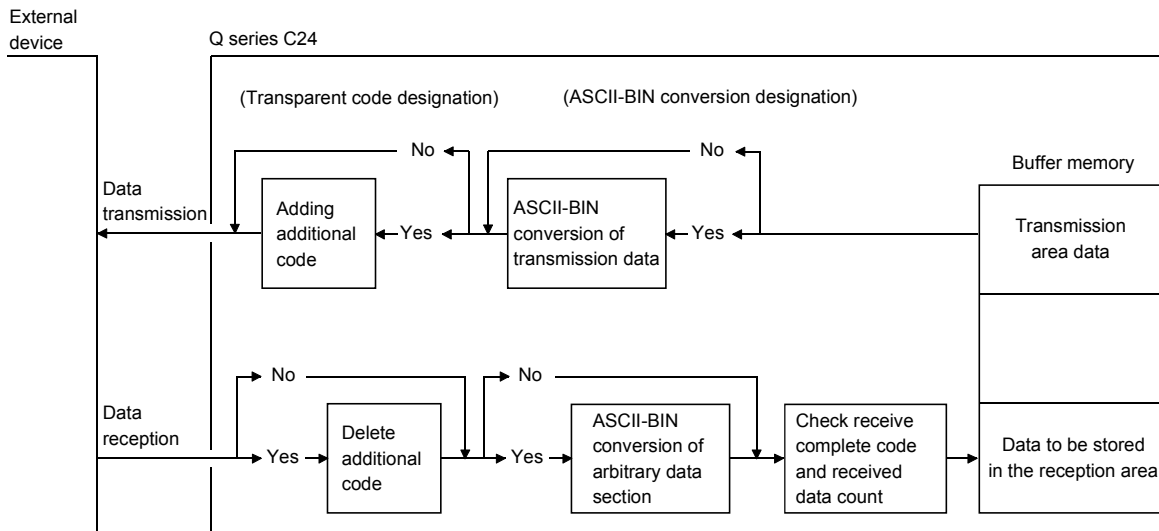 External
device
Q series C24
(Transparent code designation)
(ASCII-BIN conversion designation)
No
No
Buffer memory
Data
transmission
Adding
additional
code
Yes
ASCII-BIN
conversion of
transmission data
Yes
Transmission
area data
No
No
Data
reception
Yes
Delete
additional
code
Yes
ASCII-BIN
conversion of
arbitrary data
section
Check receive
complete code
and received
data count
Data to be stored
in the reception area